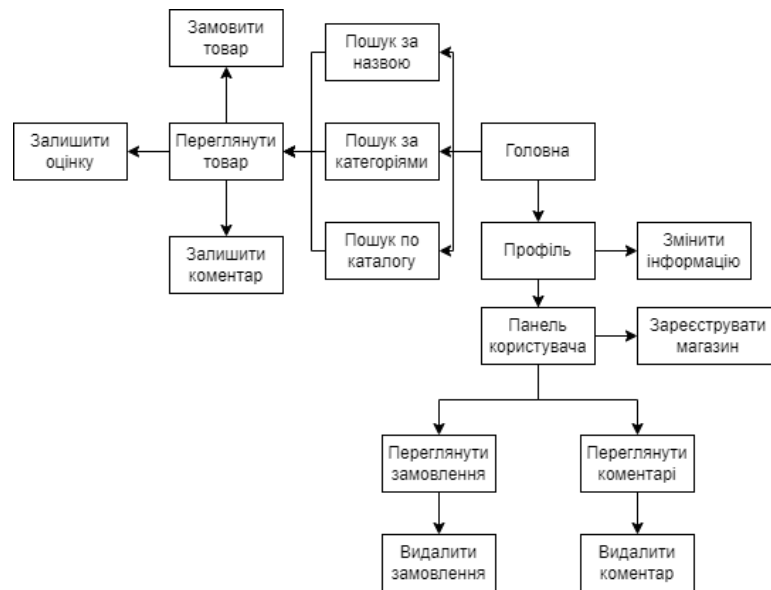 Замовити
товар
Пошук за
назвою
Залишити
оцінку
Переглянути
товар
Пошук за
категоріями
Головна
Залишити
коментар
Пошук по
каталогу
Профіль
Змінити
інформацію
Панель
користувача
Зареєструвати
магазин
Переглянути
замовлення
Переглянути
коментарі
Видалити
замовлення
Видалити
коментар